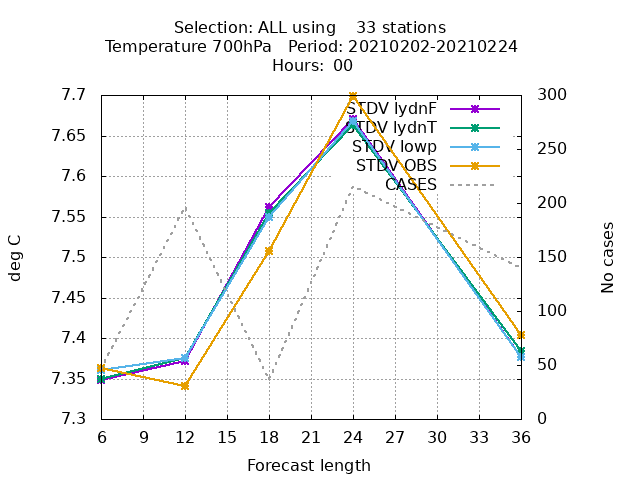 Selection: ALL using    33 stations
Temperature 700hPa   Period: 20210202-20210224
Hours:  00
7.7
7.65
7.6
7.55
7.5
7.45
7.4
7.35
7.3
deg C
STDV lydnF
STDV lydnT
STDV lowp
STDV OBS
CASES
300
250
200
150
100
50
0
No cases
6 9 12 15 18 21 24 27 30 33 36
Forecast length